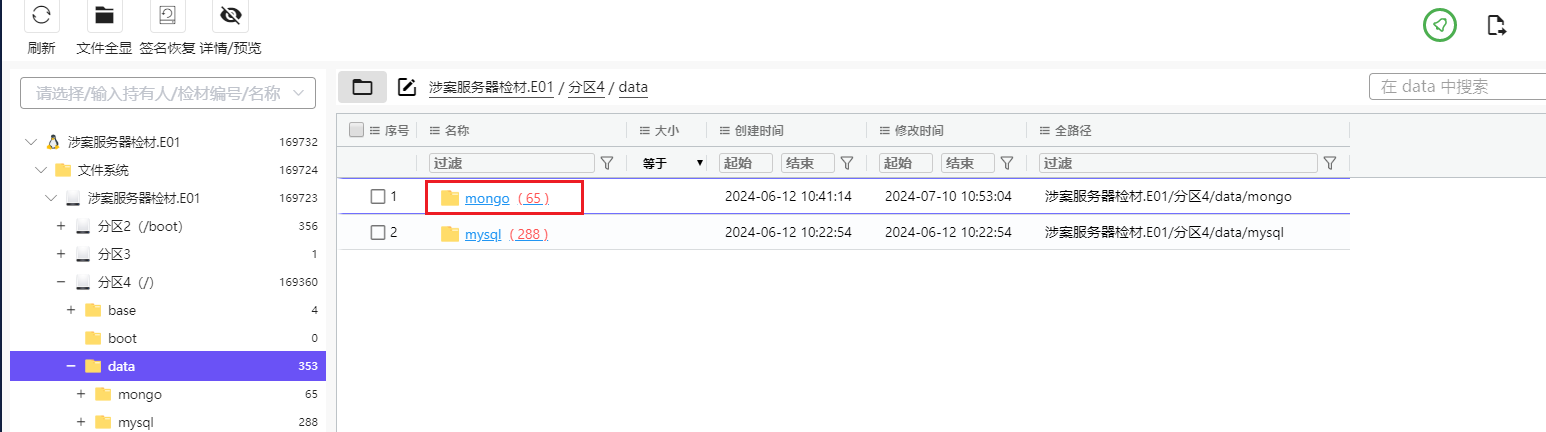 刷新 文件全显 签名恢复 详情/预览
请选择/输入持有人/检材编号/名称
涉案服务器检材.E01 / 分区4 / data
在 data 中搜索
序号 名称 大小 创建时间 修改时间 全路径
过滤 等于 起始 结束 起始 结束 过滤
1 mongo ( 65 ) 2024-06-12 10:41:14 2024-07-10 10:53:04 涉案服务器检材.E01/分区4/data/mongo
2 mysql ( 288 ) 2024-06-12 10:22:54 2024-06-12 10:22:54 涉案服务器检材.E01/分区4/data/mysql
涉案服务器检材.E01 169732
文件系统 169724
涉案服务器检材.E01 169723
+ 分区2（/boot） 356
+ 分区3 1
− 分区4（/） 169360
+ base 4
boot 0
− data 353
+ mongo 65
+ mysql 288